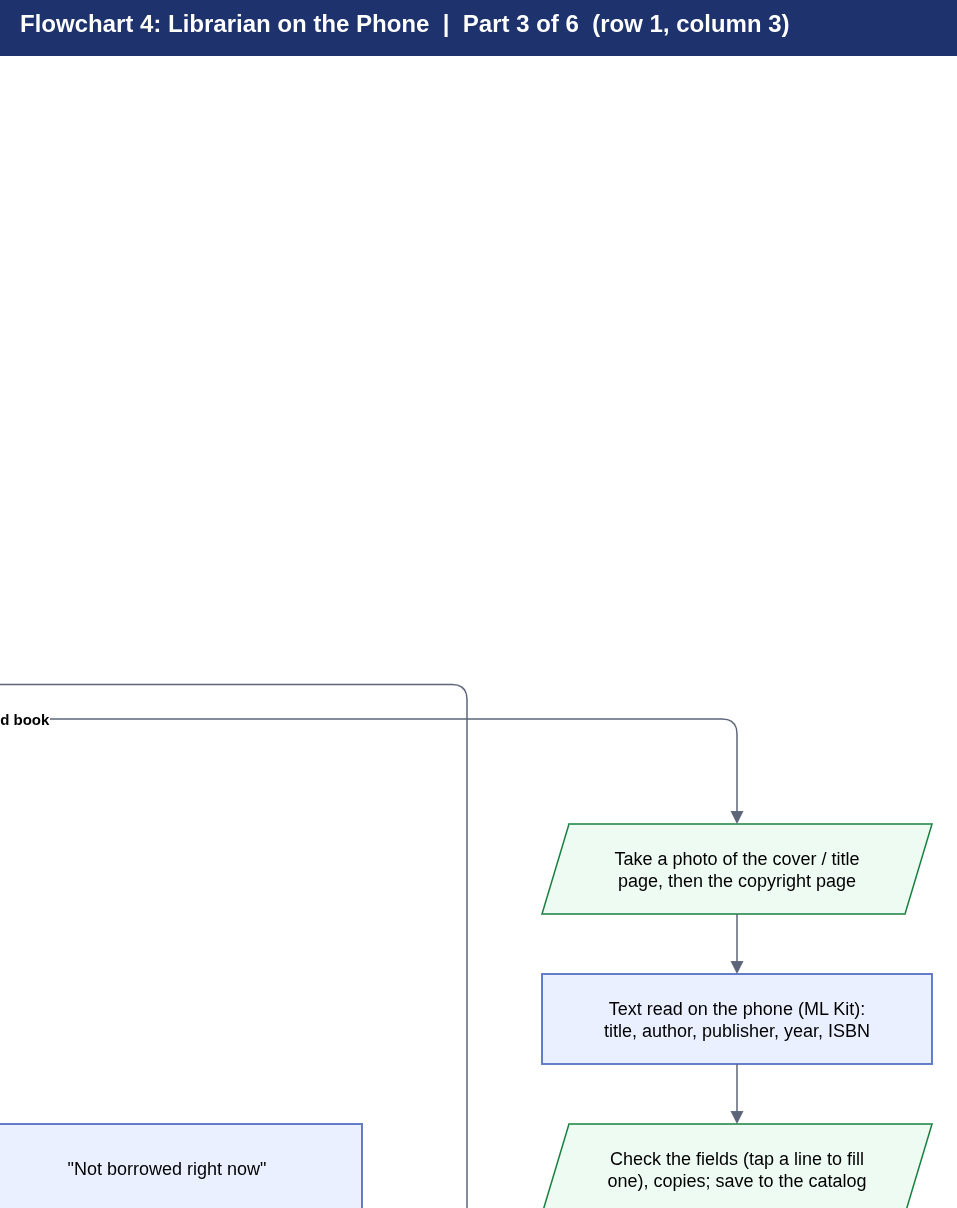 Flowchart 4: Librarian on the Phone | Part 3 of 6 (row 1, column 3)
d book
Take a photo of the cover / title
page, then the copyright page
Text read on the phone (ML Kit):
title, author, publisher, year, ISBN
"Not borrowed right now"
Check the fields (tap a line to fill
one), copies; save to the catalog